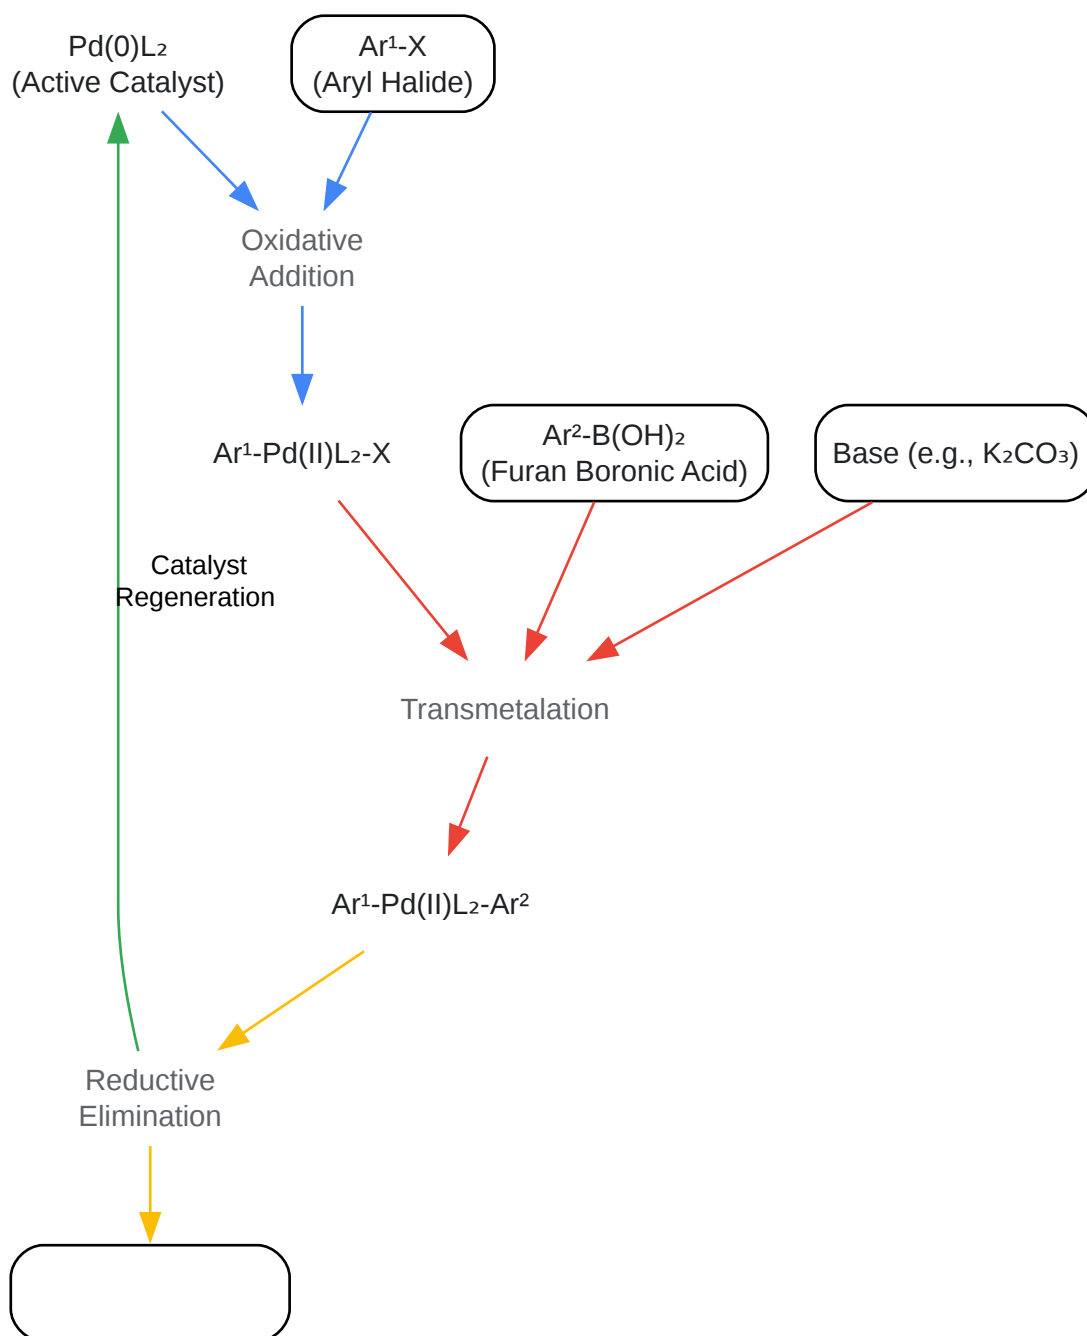 Pd(0)L₂
(Active Catalyst)
Ar¹-X
(Aryl Halide)
Oxidative
Addition
Ar¹-Pd(II)L₂-X
Ar²-B(OH)₂
(Furan Boronic Acid)
Base (e.g., K₂CO₃)
Catalyst
Regeneration
Transmetalation
Ar¹-Pd(II)L₂-Ar²
Reductive
Elimination